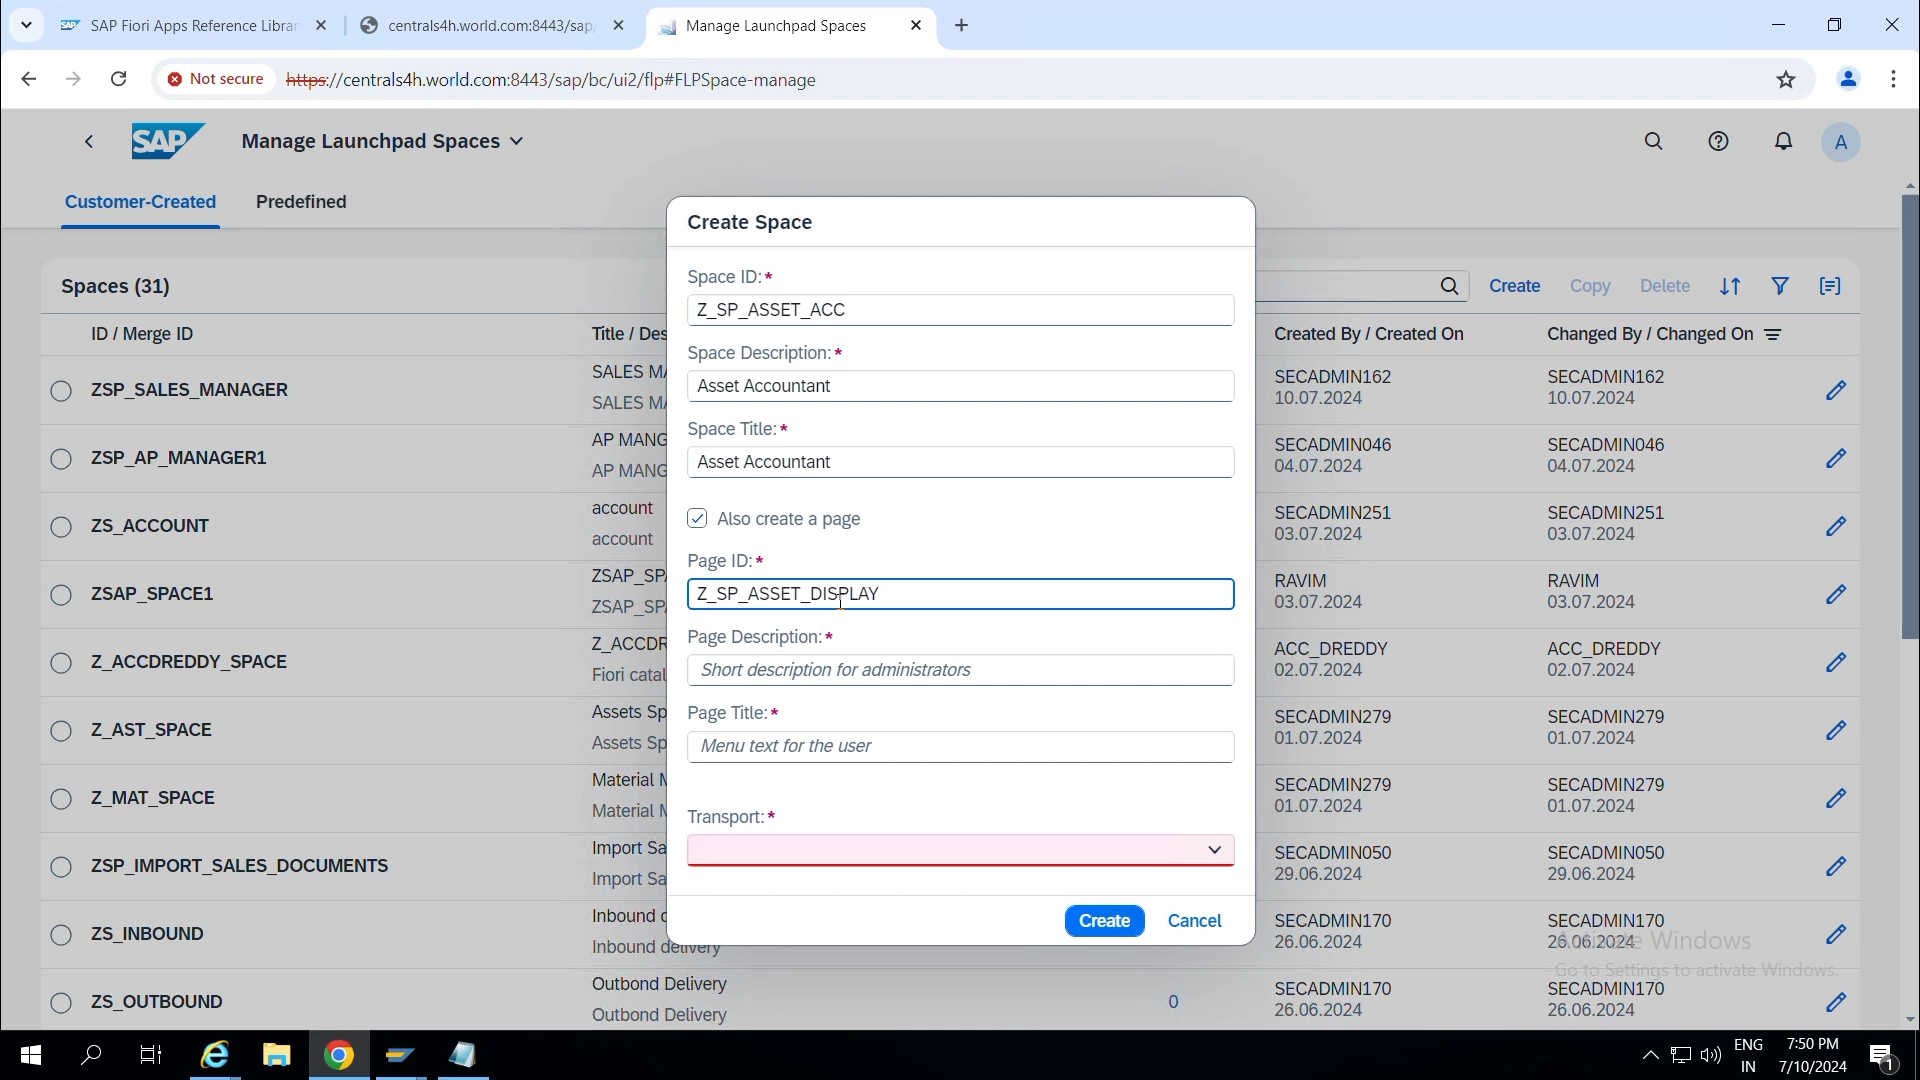 SAP Fiori Apps Reference Librar
centrals4h.world.com:8443/sap/
Manage Launchpad Spaces
Not secure
https://centrals4h.world.com:8443/sap/bc/ui2/flp#FLPSpace-manage
SAP
Manage Launchpad Spaces
A
Customer-Created
Predefined
Spaces (31)
Create
Copy
Delete
ID / Merge ID
Title / Des
Created By / Created On
Changed By / Changed On
ZSP_SALES_MANAGER
SALES MA
SALES MA
SECADMIN162
10.07.2024
SECADMIN162
10.07.2024
ZSP_AP_MANAGER1
AP MANG
AP MANG
SECADMIN046
04.07.2024
SECADMIN046
04.07.2024
ZS_ACCOUNT
account
account
SECADMIN251
03.07.2024
SECADMIN251
03.07.2024
ZSAP_SPACE1
ZSAP_SPA
ZSAP_SPA
RAVIM
03.07.2024
RAVIM
03.07.2024
Z_ACCDREDDY_SPACE
Z_ACCDR
Fiori catal
ACC_DREDDY
02.07.2024
ACC_DREDDY
02.07.2024
Z_AST_SPACE
Assets Sp
Assets Sp
SECADMIN279
01.07.2024
SECADMIN279
01.07.2024
Z_MAT_SPACE
Material M
Material M
SECADMIN279
01.07.2024
SECADMIN279
01.07.2024
ZSP_IMPORT_SALES_DOCUMENTS
Import Sa
Import Sa
SECADMIN050
29.06.2024
SECADMIN050
29.06.2024
ZS_INBOUND
Inbound d
Inbound delivery
SECADMIN170
26.06.2024
SECADMIN170
26.06.2024
ZS_OUTBOUND
Outbond Delivery
Outbond Delivery
0
SECADMIN170
26.06.2024
SECADMIN170
26.06.2024
Create Space
Space ID:*
Z_SP_ASSET_ACC
Space Description:*
Asset Accountant
Space Title:*
Asset Accountant
Also create a page
Page ID:*
Z_SP_ASSET_DISPLAY
Page Description:*
Short description for administrators
Page Title:*
Menu text for the user
Transport:*
Create
Cancel
Activate Windows
Go to Settings to activate Windows.
ENG
IN
7:50 PM
7/10/2024
1